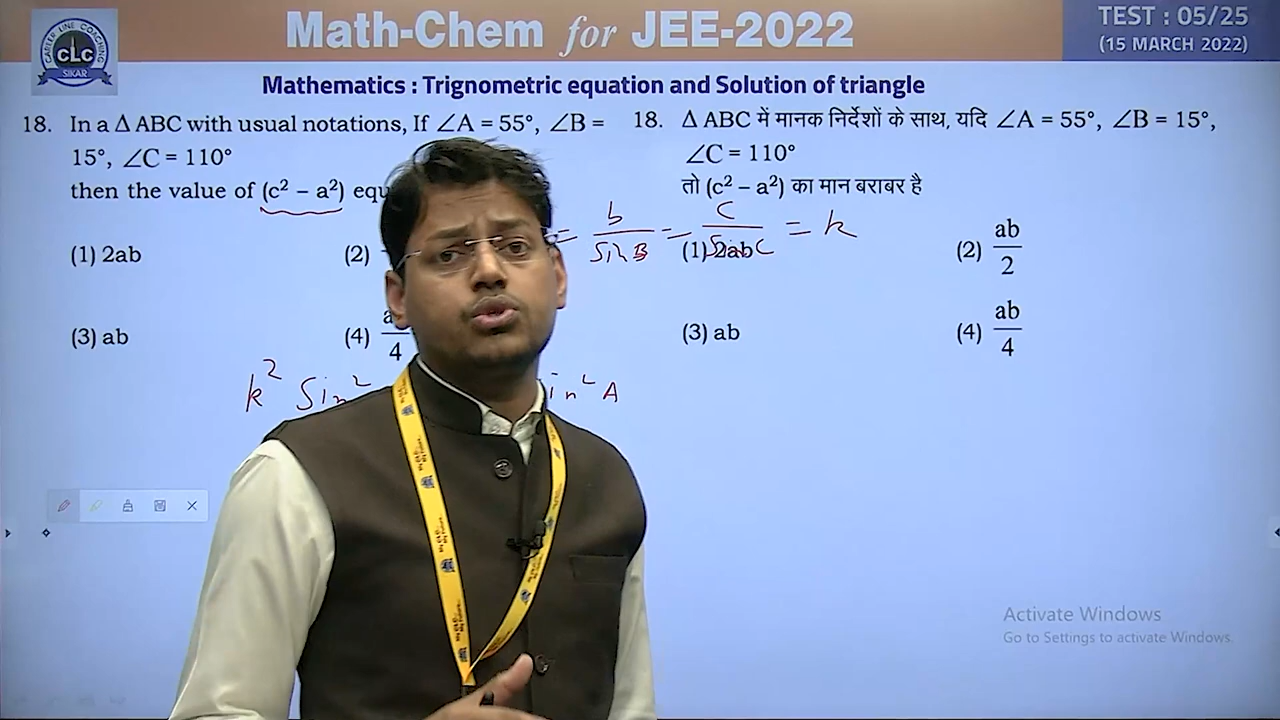 Math-Chem for JEE-2022
TEST : 05/25
(15 MARCH 2022)
CAREER LINE COACHING
CLC
SIKAR
Mathematics : Trignometric equation and Solution of triangle
18. In a Δ ABC with usual notations, If ∠A = 55°, ∠B =
15°, ∠C = 110°
then the value of (c² – a²) equ
(1) 2ab
(2)
(3) ab
(4) a/4
18. Δ ABC में मानक निर्देशों के साथ, यदि ∠A = 55°, ∠B = 15°,
∠C = 110°
तो (c² – a²) का मान बराबर है
(1) 2ab
(2) ab/2
(3) ab
(4) ab/4
= b/Sin B = c/Sin C = k
k² Sin² in² A
Activate Windows
Go to Settings to activate Windows.